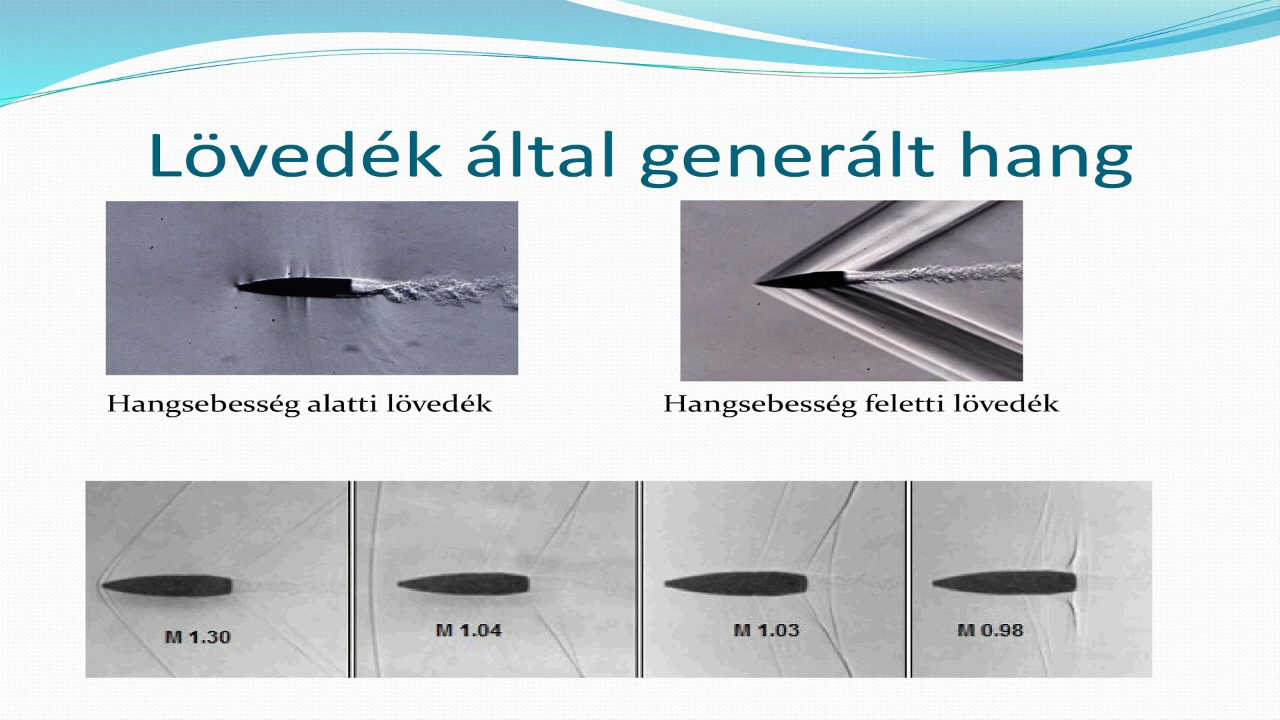 Lövedék által generált hang
Hangsebesség alatti lövedék
Hangsebesség feletti lövedék
M 1.30
M 1.04
M 1.03
M 0.98